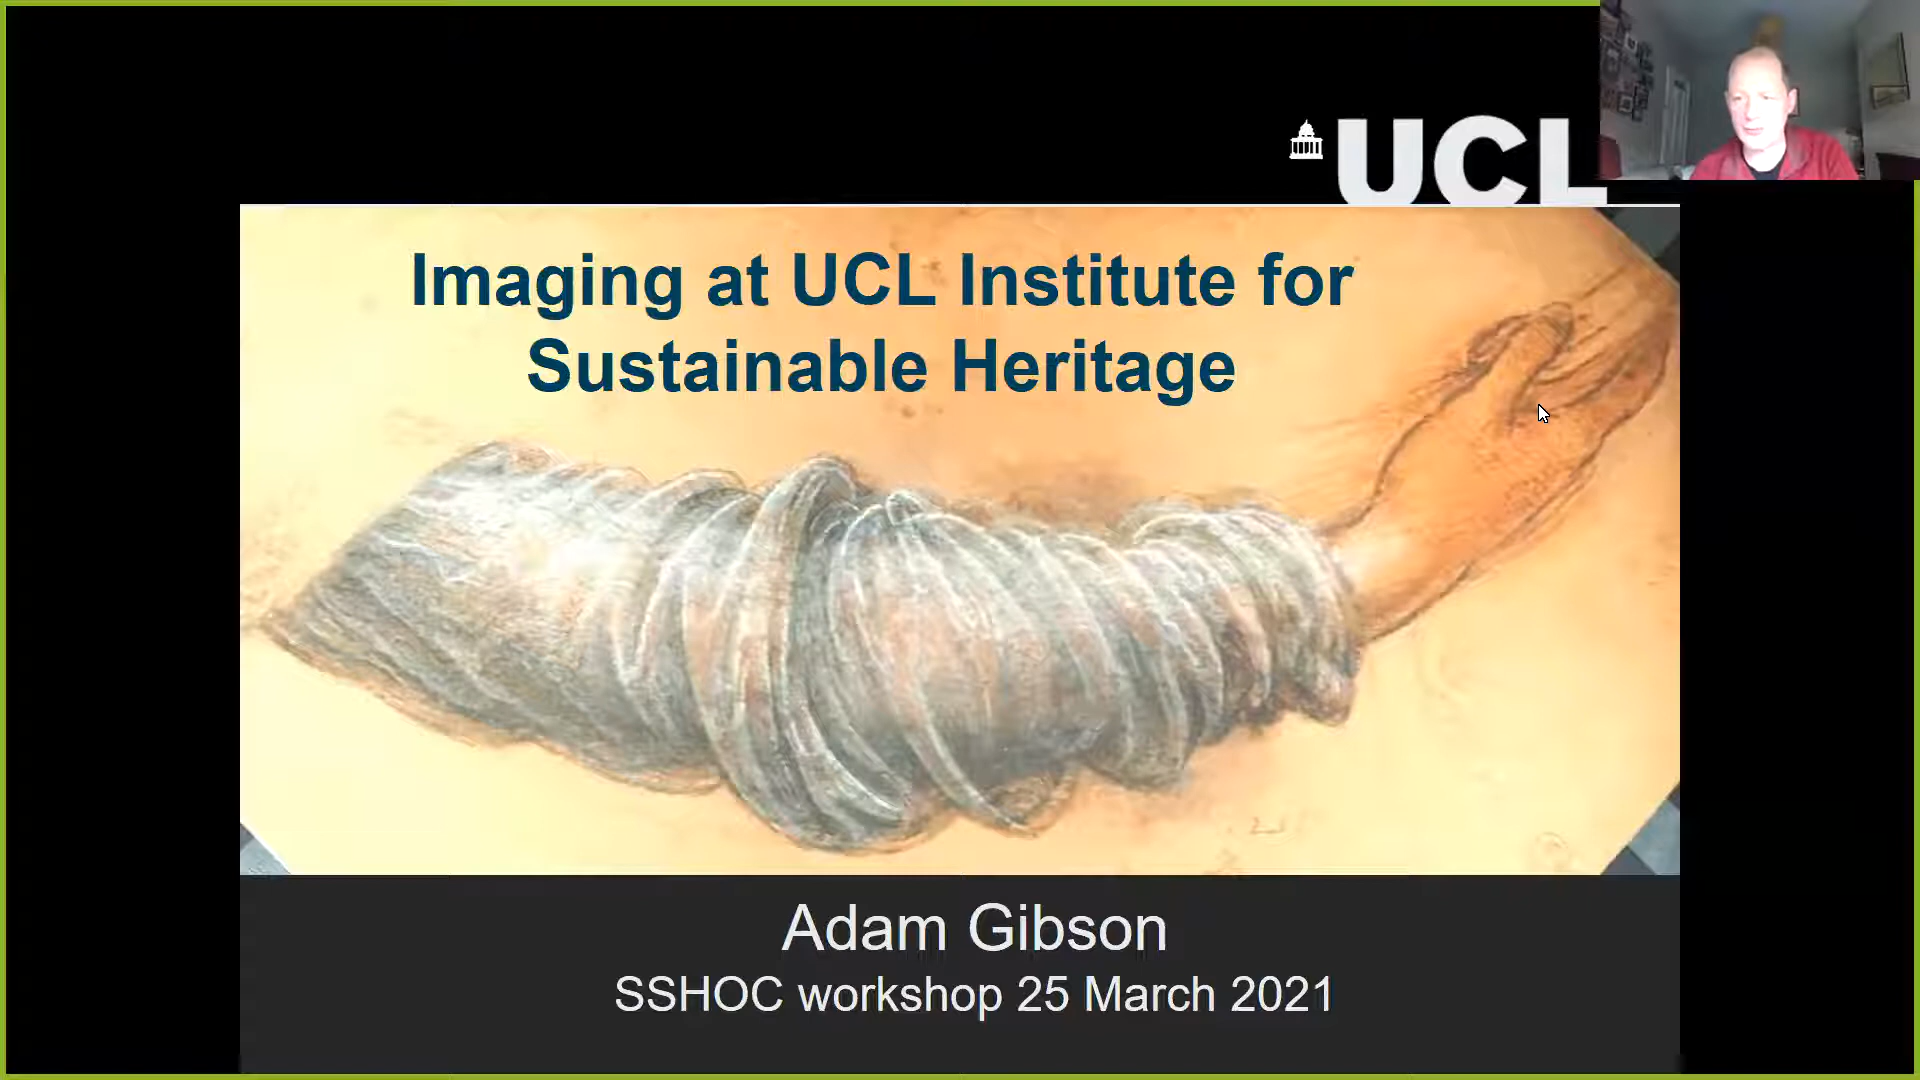 UCL
Imaging at UCL Institute for
Sustainable Heritage
Adam Gibson
SSHOC workshop 25 March 2021